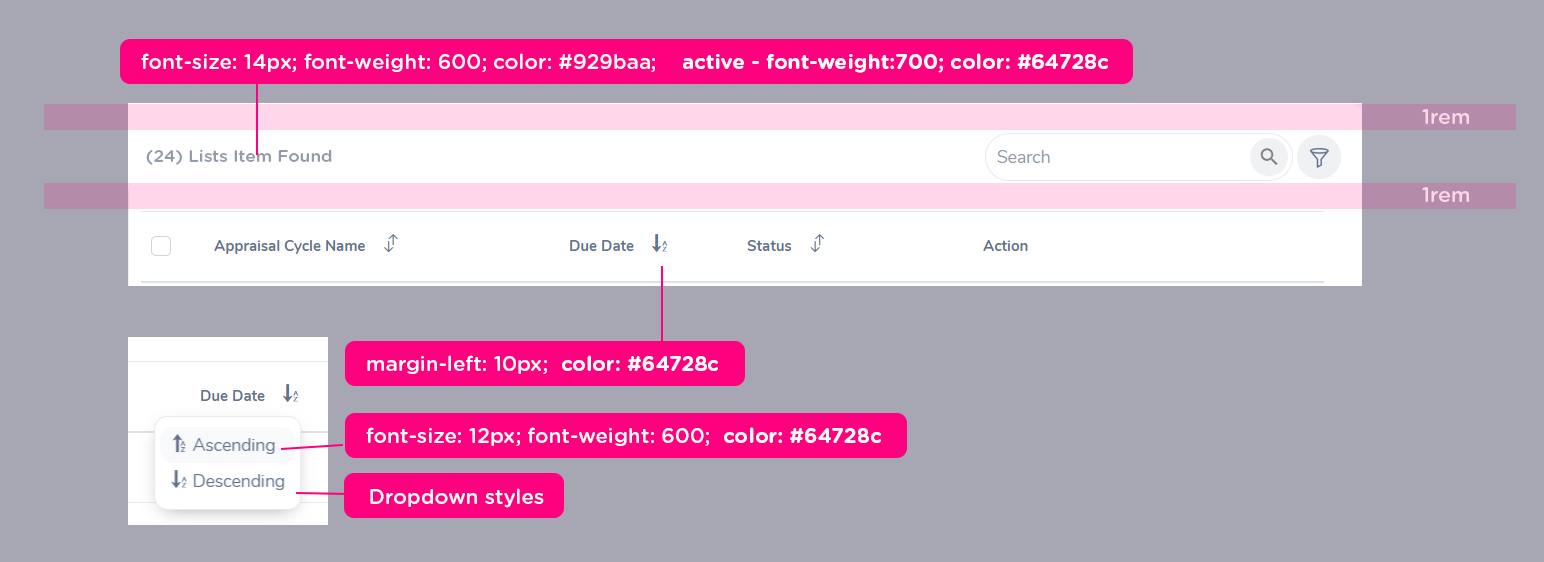 font-size: 14px; font-weight: 600; color: #929baa; active - font-weight:700; color: #64728c
1rem
(24) Lists Item Found
Search
1rem
Appraisal Cycle Name
Due Date
Status
Action
margin-left: 10px; color: #64728c
Due Date
Ascending
font-size: 12px; font-weight: 600; color: #64728c
Descending
Dropdown styles